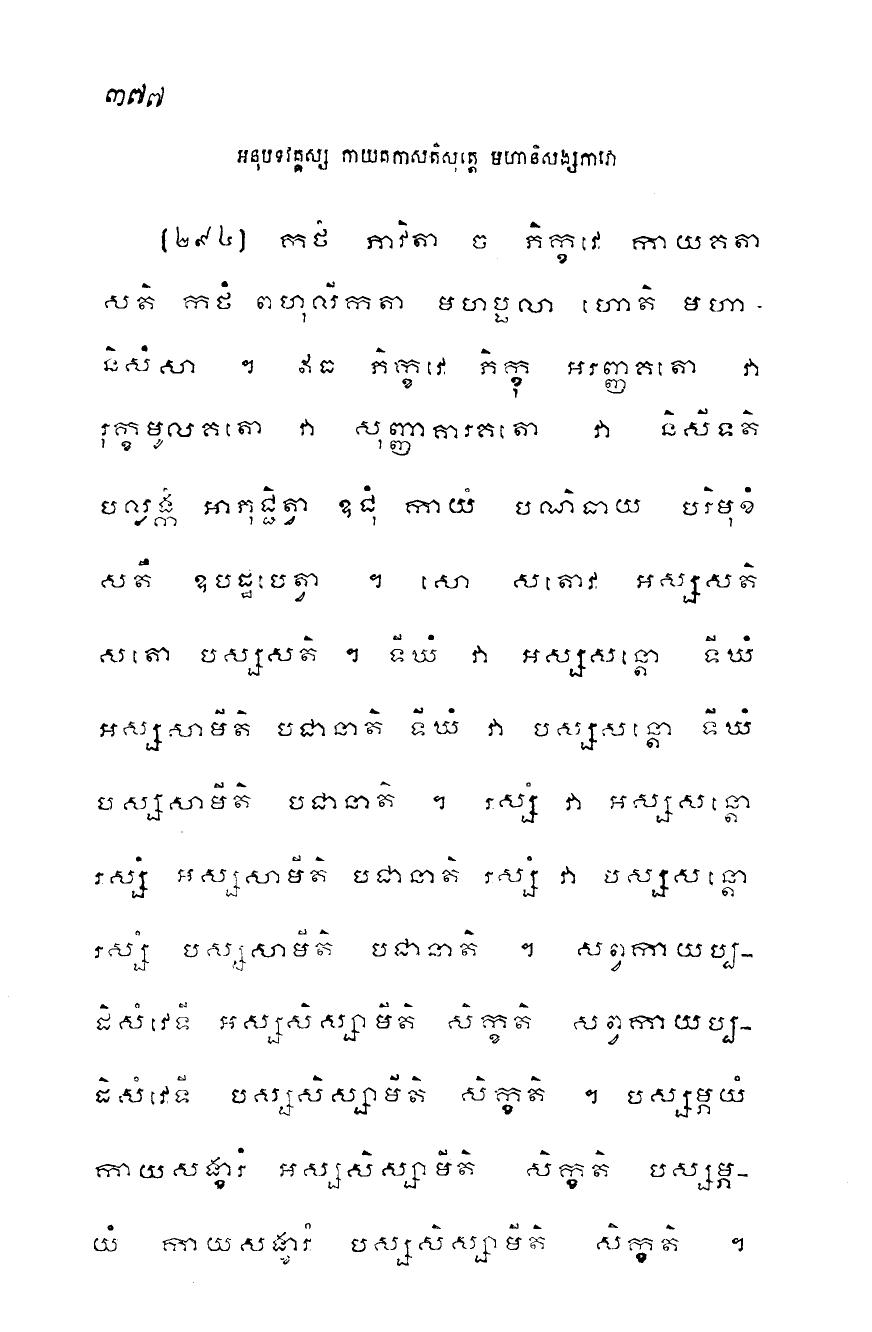 ៣៧៧
អនុបទវគ្គស្ស កាយគតាសតិសុត្តេ មហានិសង្សភាវោ
(២៩៤) កថំ ភាវិតា ច ភិក្ខវេ កាយគតា
សតិ កថំ ពហុលីកតា មហប្ផលា ហោតិ មហា-
និសំសា ។ ឥធ ភិក្ខវេ ភិក្ខុ អរញ្ញគតោ វា
រុក្ខមូលគតោ វា សុញ្ញាគារគតោ វា និសីទតិ
បល្លង្កំ អាភុជ្ជិត្វា ឧជុំ កាយំ បណិធាយ បរិមុខំ
សតឹ ឧបដ្ឋបេត្វា ។ សោ សតោវ អស្សសតិ
សតោ បស្សសតិ ។ ទីឃំ វា អស្សសន្តោ ទីឃំ
អស្សសាមីតិ បជានាតិ ទីឃំ វា បស្សសន្តោ ទីឃំ
បស្សសាមីតិ បជានាតិ ។ រស្សំ វា អស្សសន្តោ
រស្សំ អស្សសាមីតិ បជានាតិ រស្សំ វា បស្សសន្តោ
រស្សំ បស្សសាមីតិ បជានាតិ ។ សព្វកាយប្ប-
ដិសំវេទី អស្សសិស្សាមីតិ សិក្ខតិ សព្វកាយប្ប-
ដិសំវេទី បស្សសិស្សាមីតិ សិក្ខតិ ។ បស្សម្ភយំ
កាយសង្ខារំ អស្សសិស្សាមីតិ សិក្ខតិ បស្សម្ភ-
យំ កាយសង្ខារំ បស្សសិស្សាមីតិ សិក្ខតិ ។